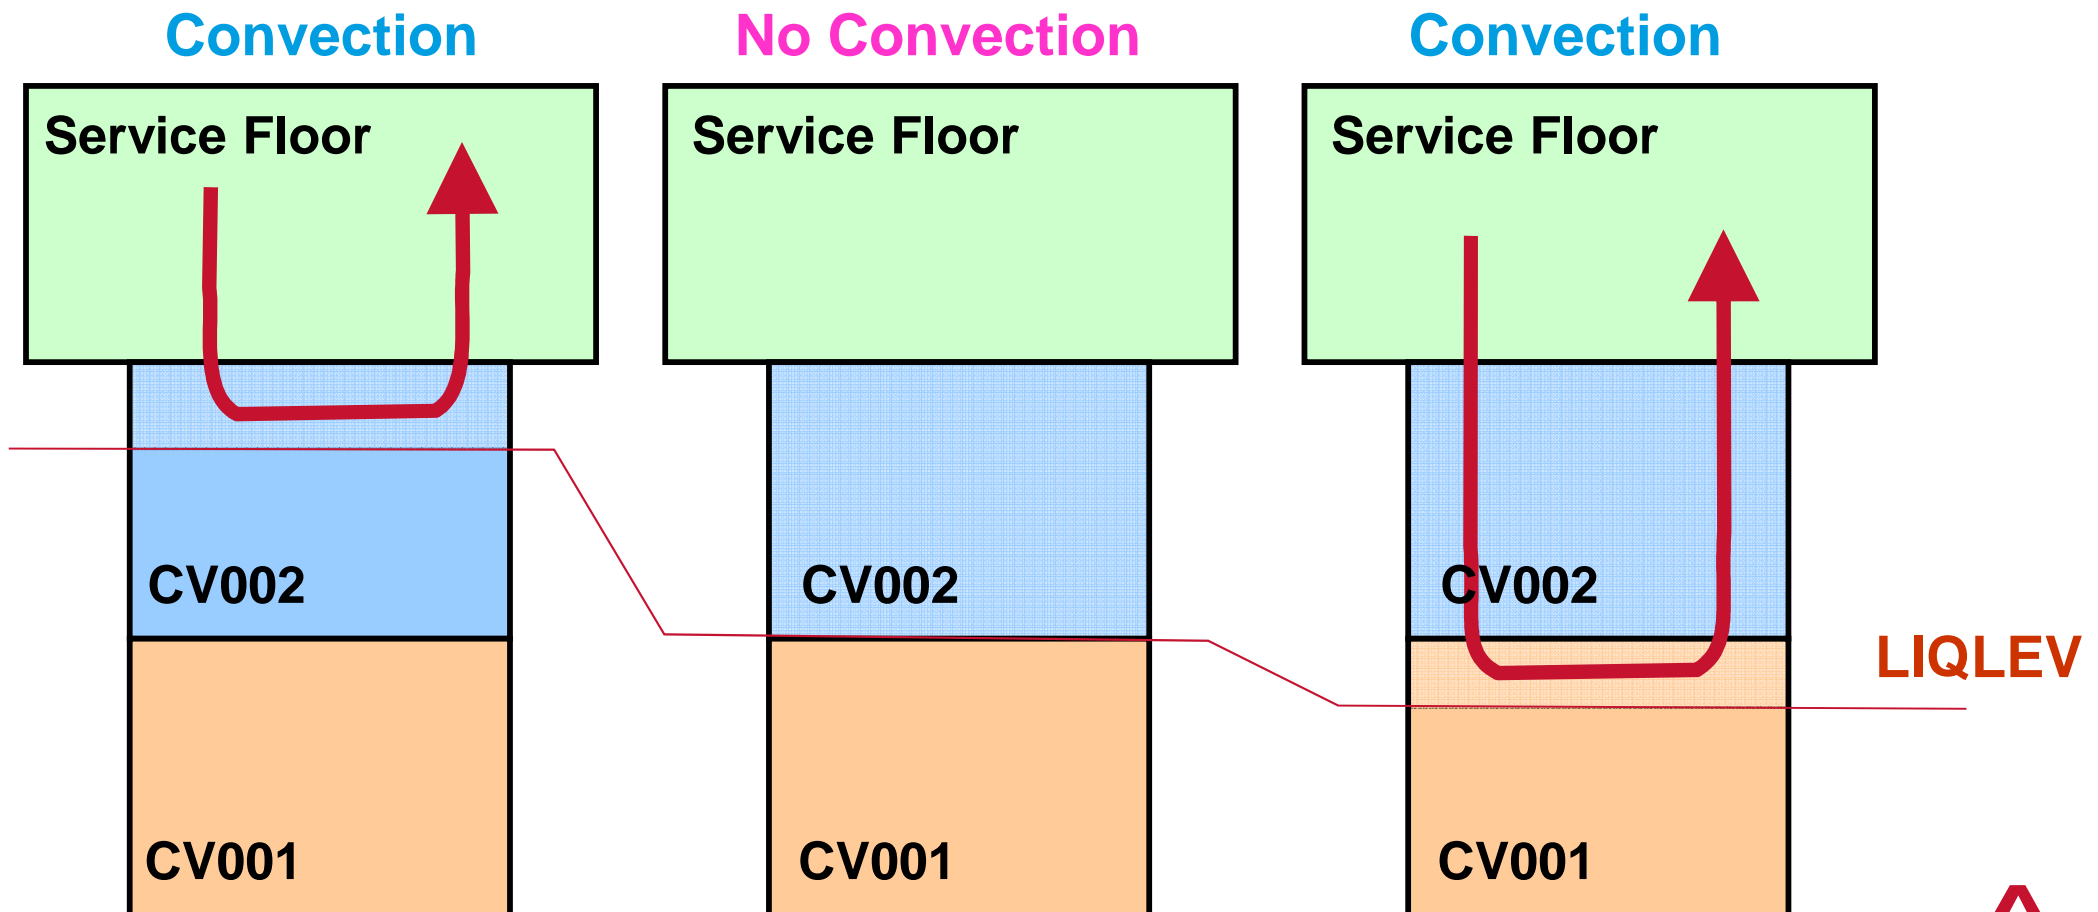 Convection No Convection Convection
Service Floor Service Floor Service Floor
CV002 CV002 CV002
LIQLEV
CV001 CV001 CV001